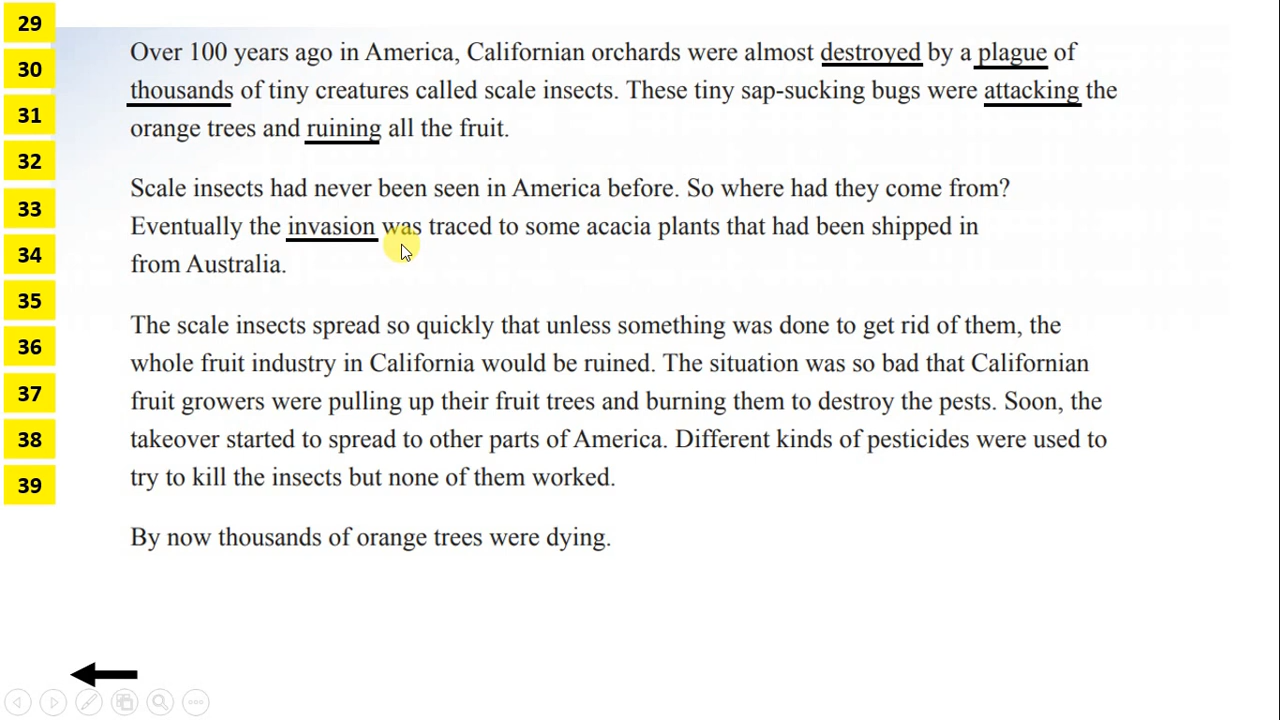 29
30
31
32
33
34
35
36
37
38
39
Over 100 years ago in America, Californian orchards were almost destroyed by a plague of
thousands of tiny creatures called scale insects. These tiny sap-sucking bugs were attacking the
orange trees and ruining all the fruit.
Scale insects had never been seen in America before. So where had they come from?
Eventually the invasion was traced to some acacia plants that had been shipped in
from Australia.
The scale insects spread so quickly that unless something was done to get rid of them, the
whole fruit industry in California would be ruined. The situation was so bad that Californian
fruit growers were pulling up their fruit trees and burning them to destroy the pests. Soon, the
takeover started to spread to other parts of America. Different kinds of pesticides were used to
try to kill the insects but none of them worked.
By now thousands of orange trees were dying.